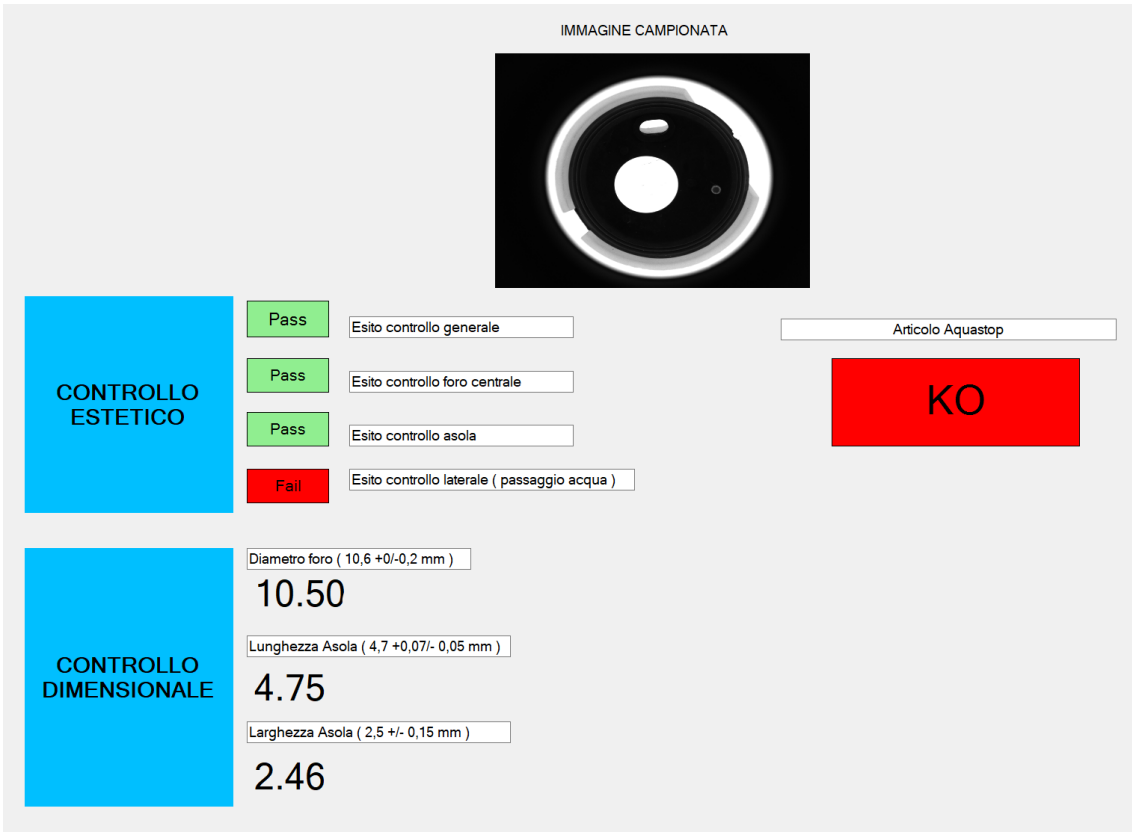 IMMAGINE CAMPIONATA
CONTROLLO
ESTETICO
Pass
Esito controllo generale
Pass
Esito controllo foro centrale
Pass
Esito controllo asola
Fail
Esito controllo laterale ( passaggio acqua )
Articolo Aquastop
KO
CONTROLLO
DIMENSIONALE
Diametro foro ( 10,6 +0/-0,2 mm )
10.50
Lunghezza Asola ( 4,7 +0,07/- 0,05 mm )
4.75
Larghezza Asola ( 2,5 +/- 0,15 mm )
2.46